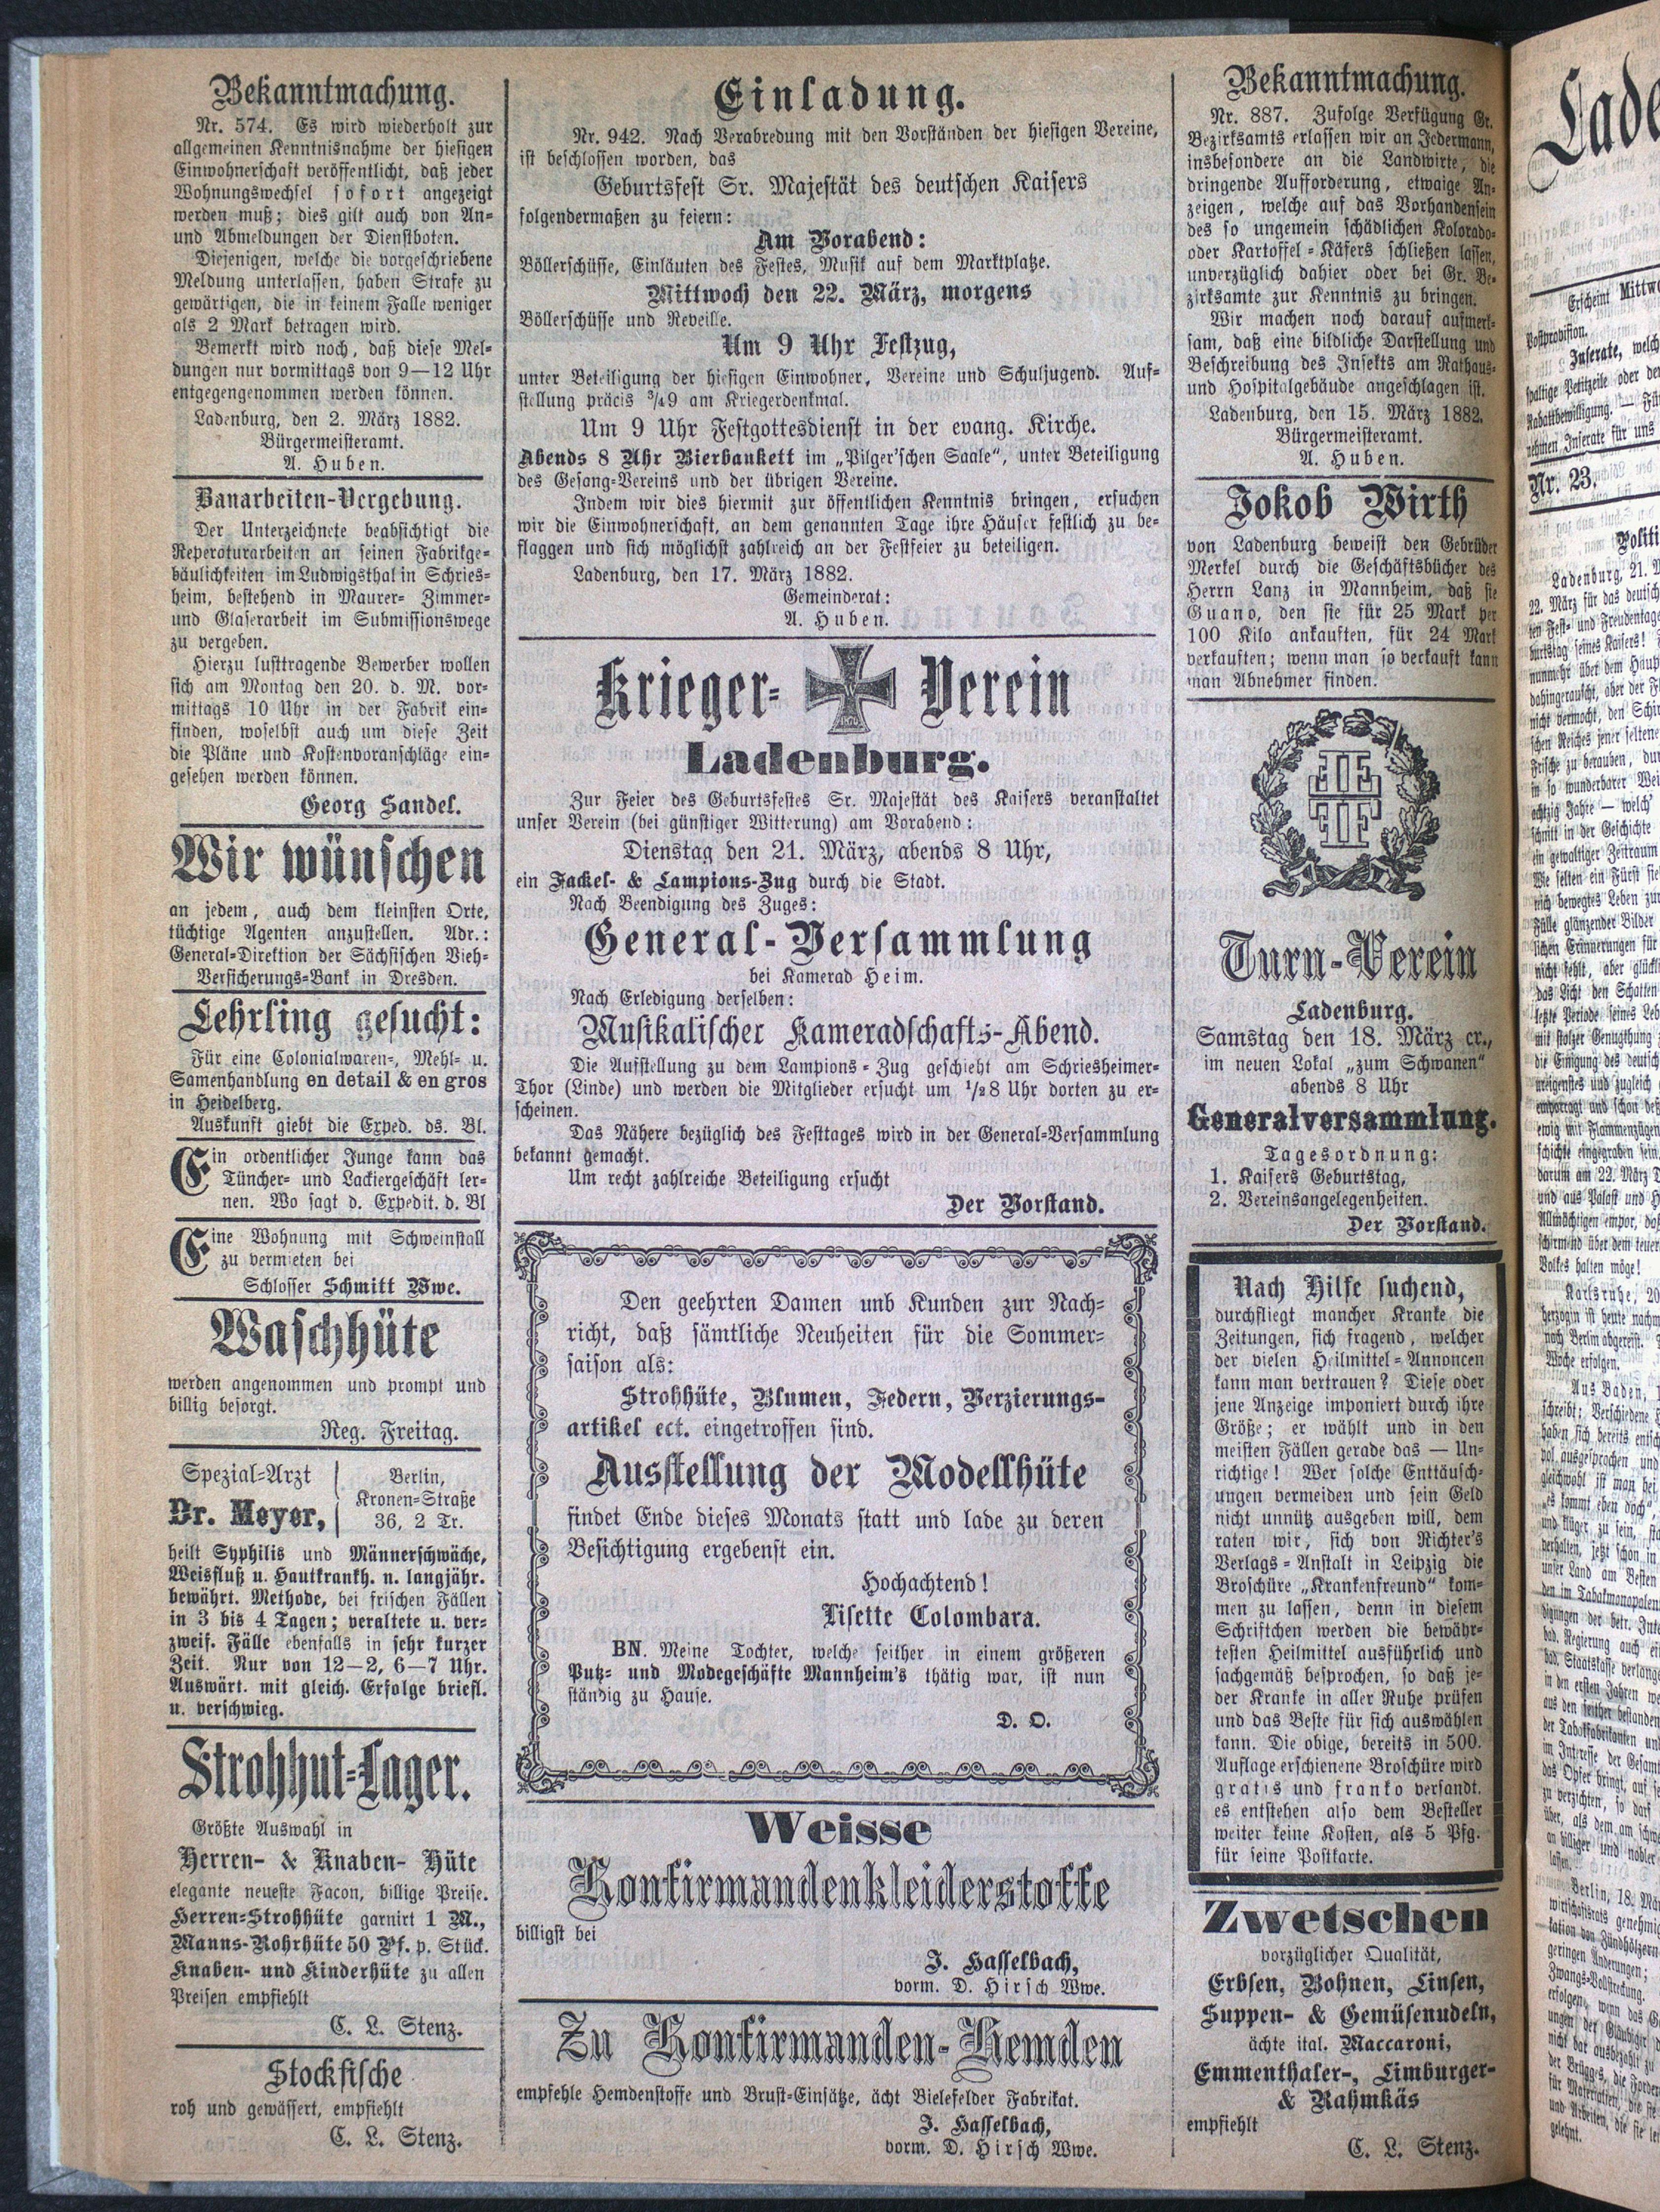 Bekanntmachung.
Nr. 574. Es wird wiederholt zur
allgemeinen Kenntnisnahme der hiesigen
Einwohnerschaft veröffentlicht, daß jeder
Wohnungswechsel sofort angezeigt
werden muß; dies gilt auch von An-
und Abmeldungen der Dienstboten.
Diejenigen, welche die vorgeschriebene
Meldung unterlassen, haben Strafe zu
gewärtigen, die in keinem Falle weniger
als 2 Mark betragen wird.
Bemerkt wird noch, daß diese Mel-
dungen nur vormittags von 9—12 Uhr
entgegengenommen werden können.
Ladenburg, den 2. März 1882.
Bürgermeisteramt.
A. Huben.
Banarbeiten-Vergebung.
Der Unterzeichnete beabsichtigt die
Reperaturarbeiten an seinen Fabrikge-
bäulichkeiten im Ludwigsthal in Schries-
heim, bestehend in Maurer- Zimmer-
und Glaserarbeit im Submissionswege
zu vergeben.
Hierzu lusttragende Bewerber wollen
sich am Montag den 20. d. M. vor-
mittags 10 Uhr in der Fabrik ein-
finden, woselbst auch um diese Zeit
die Pläne und Kostenvoranschläge ein-
gesehen werden können.
Georg Sandel.
Wir wünschen
an jedem, auch dem kleinsten Orte,
tüchtige Agenten anzustellen. Adr.:
General-Direktion der Sächsischen Vieh-
Versicherungs-Bank in Dresden.
Lehrling gesucht:
Für eine Colonialwaren-, Mehl- u.
Samenhandlung en detail & en gros
in Heidelberg.
Auskunft giebt die Exped. ds. Bl.
Ein ordentlicher Junge kann das
Tüncher- und Lackiergeschäft ler-
nen. Wo sagt d. Expedit. d. Bl
Eine Wohnung mit Schweinstall
zu vermieten bei
Schlosser Schmitt Wwe.
Waschhüte
werden angenommen und prompt und
billig besorgt.
Reg. Freitag.
Spezial-Arzt
Dr. Meyer,
Berlin,
Kronen-Straße
36, 2 Tr.
heilt Syphilis und Männerschwäche,
Weisfluß u. Hautkrankh. n. langjähr.
bewährt. Methode, bei frischen Fällen
in 3 bis 4 Tagen; veraltete u. ver-
zweif. Fälle ebenfalls in sehr kurzer
Zeit. Nur von 12—2, 6—7 Uhr.
Auswärt. mit gleich. Erfolge briefl.
u. verschwieg.
Strohhut-Lager.
Größte Auswahl in
Herren- & Knaben- Hüte
elegante neueste Facon, billige Preise.
Herren-Strohhüte garnirt 1 M.,
Manns-Rohrhüte 50 Pf. p. Stück.
Knaben- und Kinderhüte zu allen
Preisen empfiehlt
C. L. Stenz.
Stockfische
roh und gewässert, empfiehlt
C. L. Stenz.
Einladung.
Nr. 942. Nach Verabredung mit den Vorständen der hiesigen Vereine,
ist beschlossen worden, das
Geburtsfest Sr. Majestät des deutschen Kaisers
folgendermaßen zu feiern:
Am Vorabend:
Böllerschüsse, Einläuten des Festes, Musik auf dem Marktplatze.
Mittwoch den 22. März, morgens
Böllerschüsse und Reveille.
Um 9 Uhr Festzug,
unter Beteiligung der hiesigen Einwohner, Vereine und Schuljugend. Auf-
stellung präcis ¾9 am Kriegerdenkmal.
Um 9 Uhr Festgottesdienst in der evang. Kirche.
Abends 8 Uhr Bierbankett im „Pilger'schen Saale“, unter Beteiligung
des Gesang-Vereins und der übrigen Vereine.
Indem wir dies hiermit zur öffentlichen Kenntnis bringen, ersuchen
wir die Einwohnerschaft, an dem genannten Tage ihre Häuser festlich zu be-
flaggen und sich möglichst zahlreich an der Festfeier zu beteiligen.
Ladenburg, den 17. März 1882.
Gemeinderat:
A. Huben.
Krieger- Verein
1870
Ladenburg.
Zur Feier des Geburtsfestes Sr. Majestät des Kaisers veranstaltet
unser Verein (bei günstiger Witterung) am Vorabend:
Dienstag den 21. März, abends 8 Uhr,
ein Fackel- & Lampions-Zug durch die Stadt.
Nach Beendigung des Zuges:
General-Versammlung
bei Kamerad Heim.
Nach Erledigung derselben:
Musikalischer Kameradschafts-Abend.
Die Aufstellung zu dem Lampions-Zug geschieht am Schriesheimer-
Thor (Linde) und werden die Mitglieder ersucht um ½8 Uhr dorten zu er-
scheinen.
Das Nähere bezüglich des Festtages wird in der General-Versammlung
bekannt gemacht.
Um recht zahlreiche Beteiligung ersucht
Der Vorstand.
Den geehrten Damen unb Kunden zur Nach-
richt, daß sämtliche Neuheiten für die Sommer-
saison als:
Strohhüte, Blumen, Federn, Verzierungs-
artikel ect. eingetroffen sind.
Ausstellung der Modellhüte
findet Ende dieses Monats statt und lade zu deren
Besichtigung ergebenst ein.
Hochachtend!
Lisette Colombara.
BN. Meine Tochter, welche seither in einem größeren
Putz- und Modegeschäfte Mannheim's thätig war, ist nun
ständig zu Hause.
D. O.
Weisse
Konfirmandenkleiderstoffe
billigst bei
J. Hasselbach,
vorm. D. Hirsch Wwe.
Zu Konfirmanden-Hemden
empfehle Hemdenstoffe und Brust-Einsätze, ächt Bielefelder Fabrikat.
J. Hasselbach,
vorm. D. Hirsch Wwe.
Bekanntmachung.
Nr. 887. Zufolge Verfügung Gr.
Bezirksamts erlassen wir an Jedermann,
insbesondere an die Landwirte, die
dringende Aufforderung, etwaige An-
zeigen, welche auf das Vorhandensein
des so ungemein schädlichen Kolorado-
oder Kartoffel-Käfers schließen lassen,
unverzüglich dahier oder bei Gr. Be-
zirksamte zur Kenntnis zu bringen.
Wir machen noch darauf aufmerk-
sam, daß eine bildliche Darstellung und
Beschreibung des Insekts am Rathaus-
und Hospitalgebäude angeschlagen ist.
Ladenburg, den 15. März 1882.
Bürgermeisteramt.
A. Huben.
Jokob Wirth
von Ladenburg beweist den Gebrüder
Merkel durch die Geschäftsbücher des
Herrn Lanz in Mannheim, daß sie
Guano, den sie für 25 Mark per
100 Kilo ankauften, für 24 Mark
verkauften; wenn man so verkauft kann
man Abnehmer finden.
Turn-Verein
Ladenburg.
Samstag den 18. März cr.,
im neuen Lokal „zum Schwanen“
abends 8 Uhr
Generalversammlung.
Tagesordnung:
1. Kaisers Geburtstag,
2. Vereinsangelegenheiten.
Der Vorstand.
Nach Hilfe suchend,
durchfliegt mancher Kranke die
Zeitungen, sich fragend, welcher
der vielen Heilmittel-Annoncen
kann man vertrauen? Diese oder
jene Anzeige imponiert durch ihre
Größe; er wählt und in den
meisten Fällen gerade das — Un-
richtige! Wer solche Enttäusch-
ungen vermeiden und sein Geld
nicht unnütz ausgeben will, dem
raten wir, sich von Richter's
Verlags-Anstalt in Leipzig die
Broschüre „Krankenfreund“ kom-
men zu lassen, denn in diesem
Schriftchen werden die bewähr-
testen Heilmittel ausführlich und
sachgemäß besprochen, so daß je-
der Kranke in aller Ruhe prüfen
und das Beste für sich auswählen
kann. Die obige, bereits in 500.
Auflage erschienene Broschüre wird
gratis und franko versandt.
es entstehen also dem Besteller
weiter keine Kosten, als 5 Pfg.
für seine Postkarte.
Zwetschen
vorzüglicher Qualität,
Erbsen, Bohnen, Linsen,
Suppen- & Gemüsenudeln,
ächte ital. Maccaroni,
Emmenthaler-, Limburger-
& Rahmkäs
empfiehlt
C. L. Stenz.
Erscheint
Postprovision.
Inserate, welch
Nr. 23.
Ladenburg, 21.
22. März für das deutsch